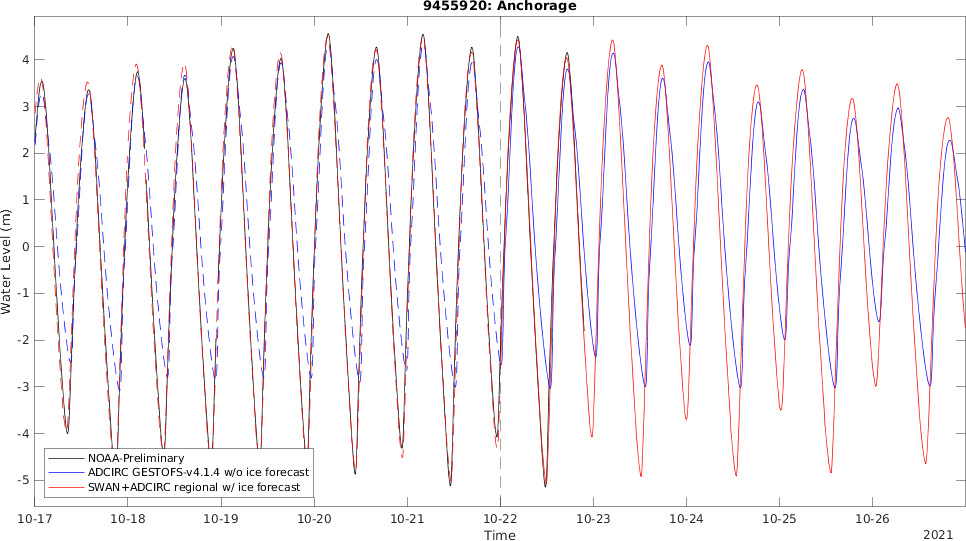 9455920: Anchorage
Water Level (m)
4
3
2
1
0
-1
-2
-3
-4
-5
NOAA-Preliminary
ADCIRC GESTOFS-v4.1.4 w/o ice forecast
SWAN+ADCIRC regional w/ ice forecast
10-17 10-18 10-19 10-20 10-21 10-22 10-23 10-24 10-25 10-26
Time
2021